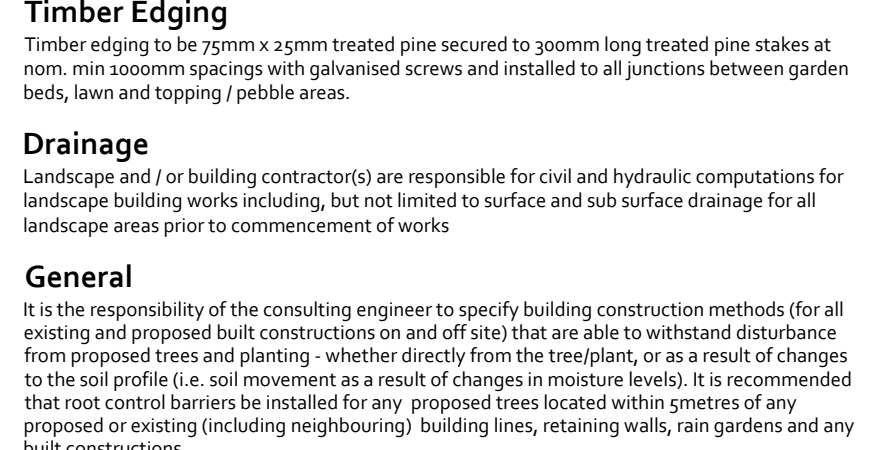 Timber Edging
Timber edging to be 75mm x 25mm treated pine secured to 300mm long treated pine stakes at
nom. min 1000mm spacings with galvanised screws and installed to all junctions between garden
beds, lawn and topping / pebble areas.
Drainage
Landscape and / or building contractor(s) are responsible for civil and hydraulic computations for
landscape building works including, but not limited to surface and sub surface drainage for all
landscape areas prior to commencement of works
General
It is the responsibility of the consulting engineer to specify building construction methods (for all
existing and proposed built constructions on and off site) that are able to withstand disturbance
from proposed trees and planting - whether directly from the tree/plant, or as a result of changes
to the soil profile (i.e. soil movement as a result of changes in moisture levels). It is recommended
that root control barriers be installed for any  proposed trees located within 5metres of any
proposed or existing (including neighbouring)  building lines, retaining walls, rain gardens and any
built constructions